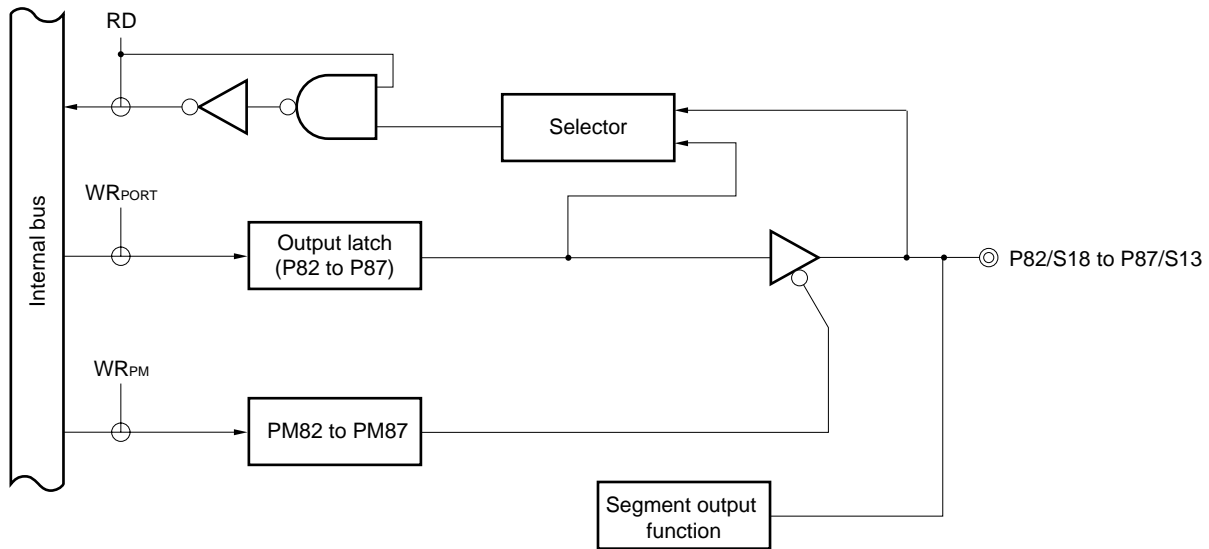 RD
Selector
WRPORT
Output latch
(P82 to P87)
P82/S18 to P87/S13
Internal bus
WRPM
PM82 to PM87
Segment output
function